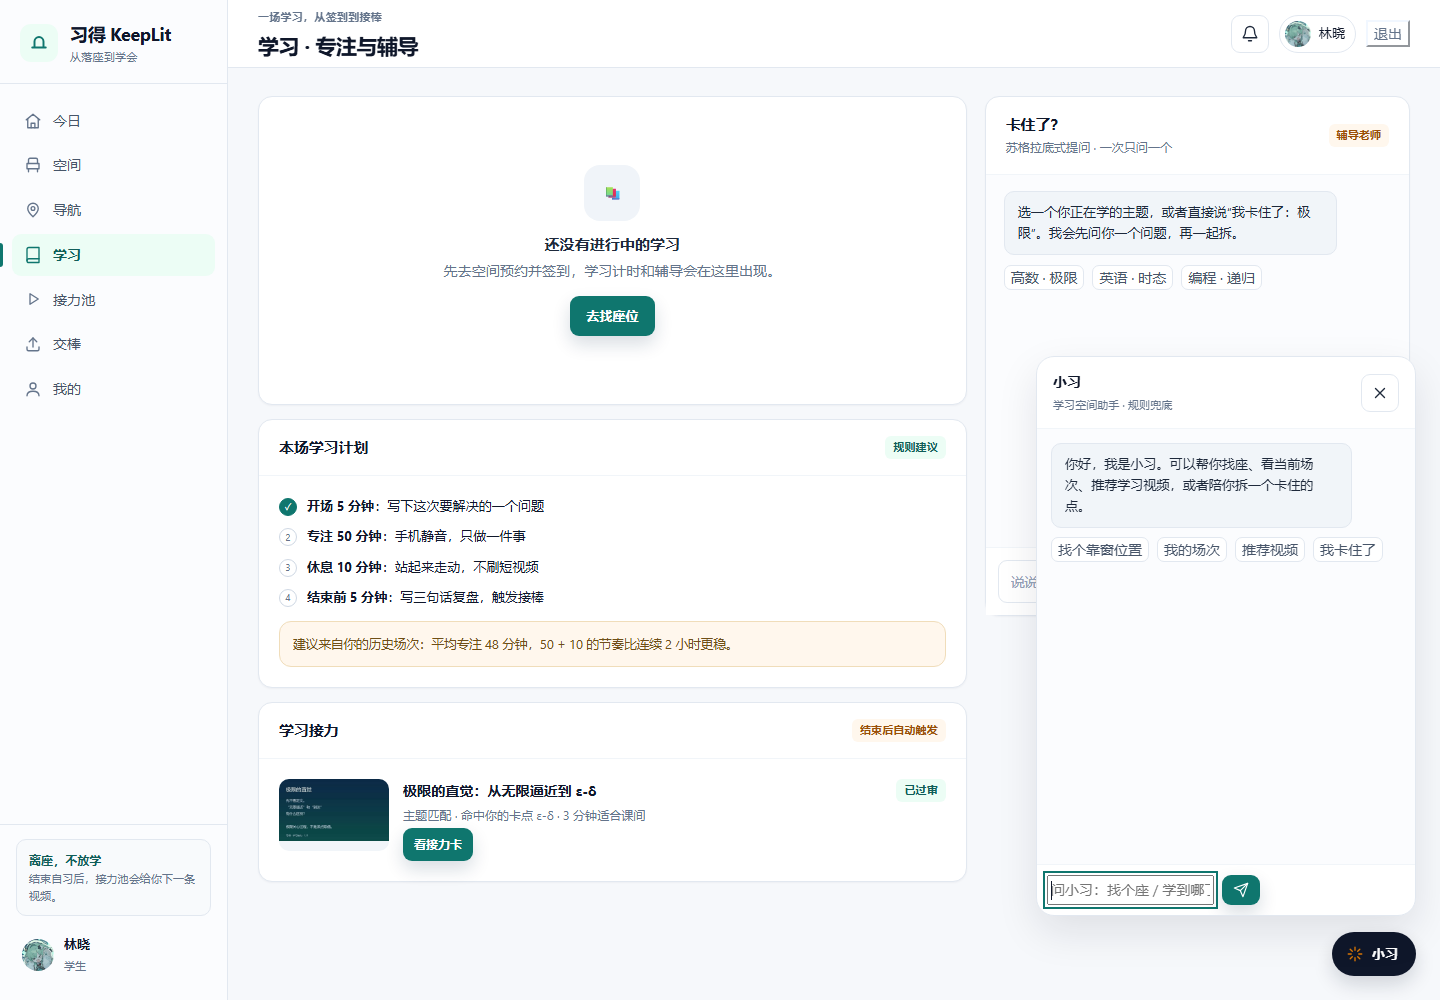 习得 KeepLit
从落座到学会
今日
空间
导航
学习
接力池
交棒
我的
离座，不放学
结束自习后，接力池会给你下一条
视频。
林晓
学生
一场学习，从签到到接棒
学习 · 专注与辅导
林晓
退出
还没有进行中的学习
先去空间预约并签到，学习计时和辅导会在这里出现。
去找座位
本场学习计划
规则建议
✓ 开场 5 分钟：写下这次要解决的一个问题
2 专注 50 分钟：手机静音，只做一件事
3 休息 10 分钟：站起来走动，不刷短视频
4 结束前 5 分钟：写三句话复盘，触发接棒
建议来自你的历史场次：平均专注 48 分钟，50 + 10 的节奏比连续 2 小时更稳。
学习接力
结束后自动触发
极限的直觉
极限的直觉：从无限逼近到 ε-δ
已过审
主题匹配 · 命中你的卡点 ε-δ · 3 分钟适合课间
看接力卡
卡住了？
苏格拉底式提问 · 一次只问一个
辅导老师
选一个你正在学的主题，或者直接说“我卡住了：极
限”。我会先问你一个问题，再一起拆。
高数 · 极限
英语 · 时态
编程 · 递归
说说
小习
学习空间助手 · 规则兜底
你好，我是小习。可以帮你找座、看当前场
次、推荐学习视频，或者陪你拆一个卡住的
点。
找个靠窗位置
我的场次
推荐视频
我卡住了
问小习：找个座 / 学到哪了
小习